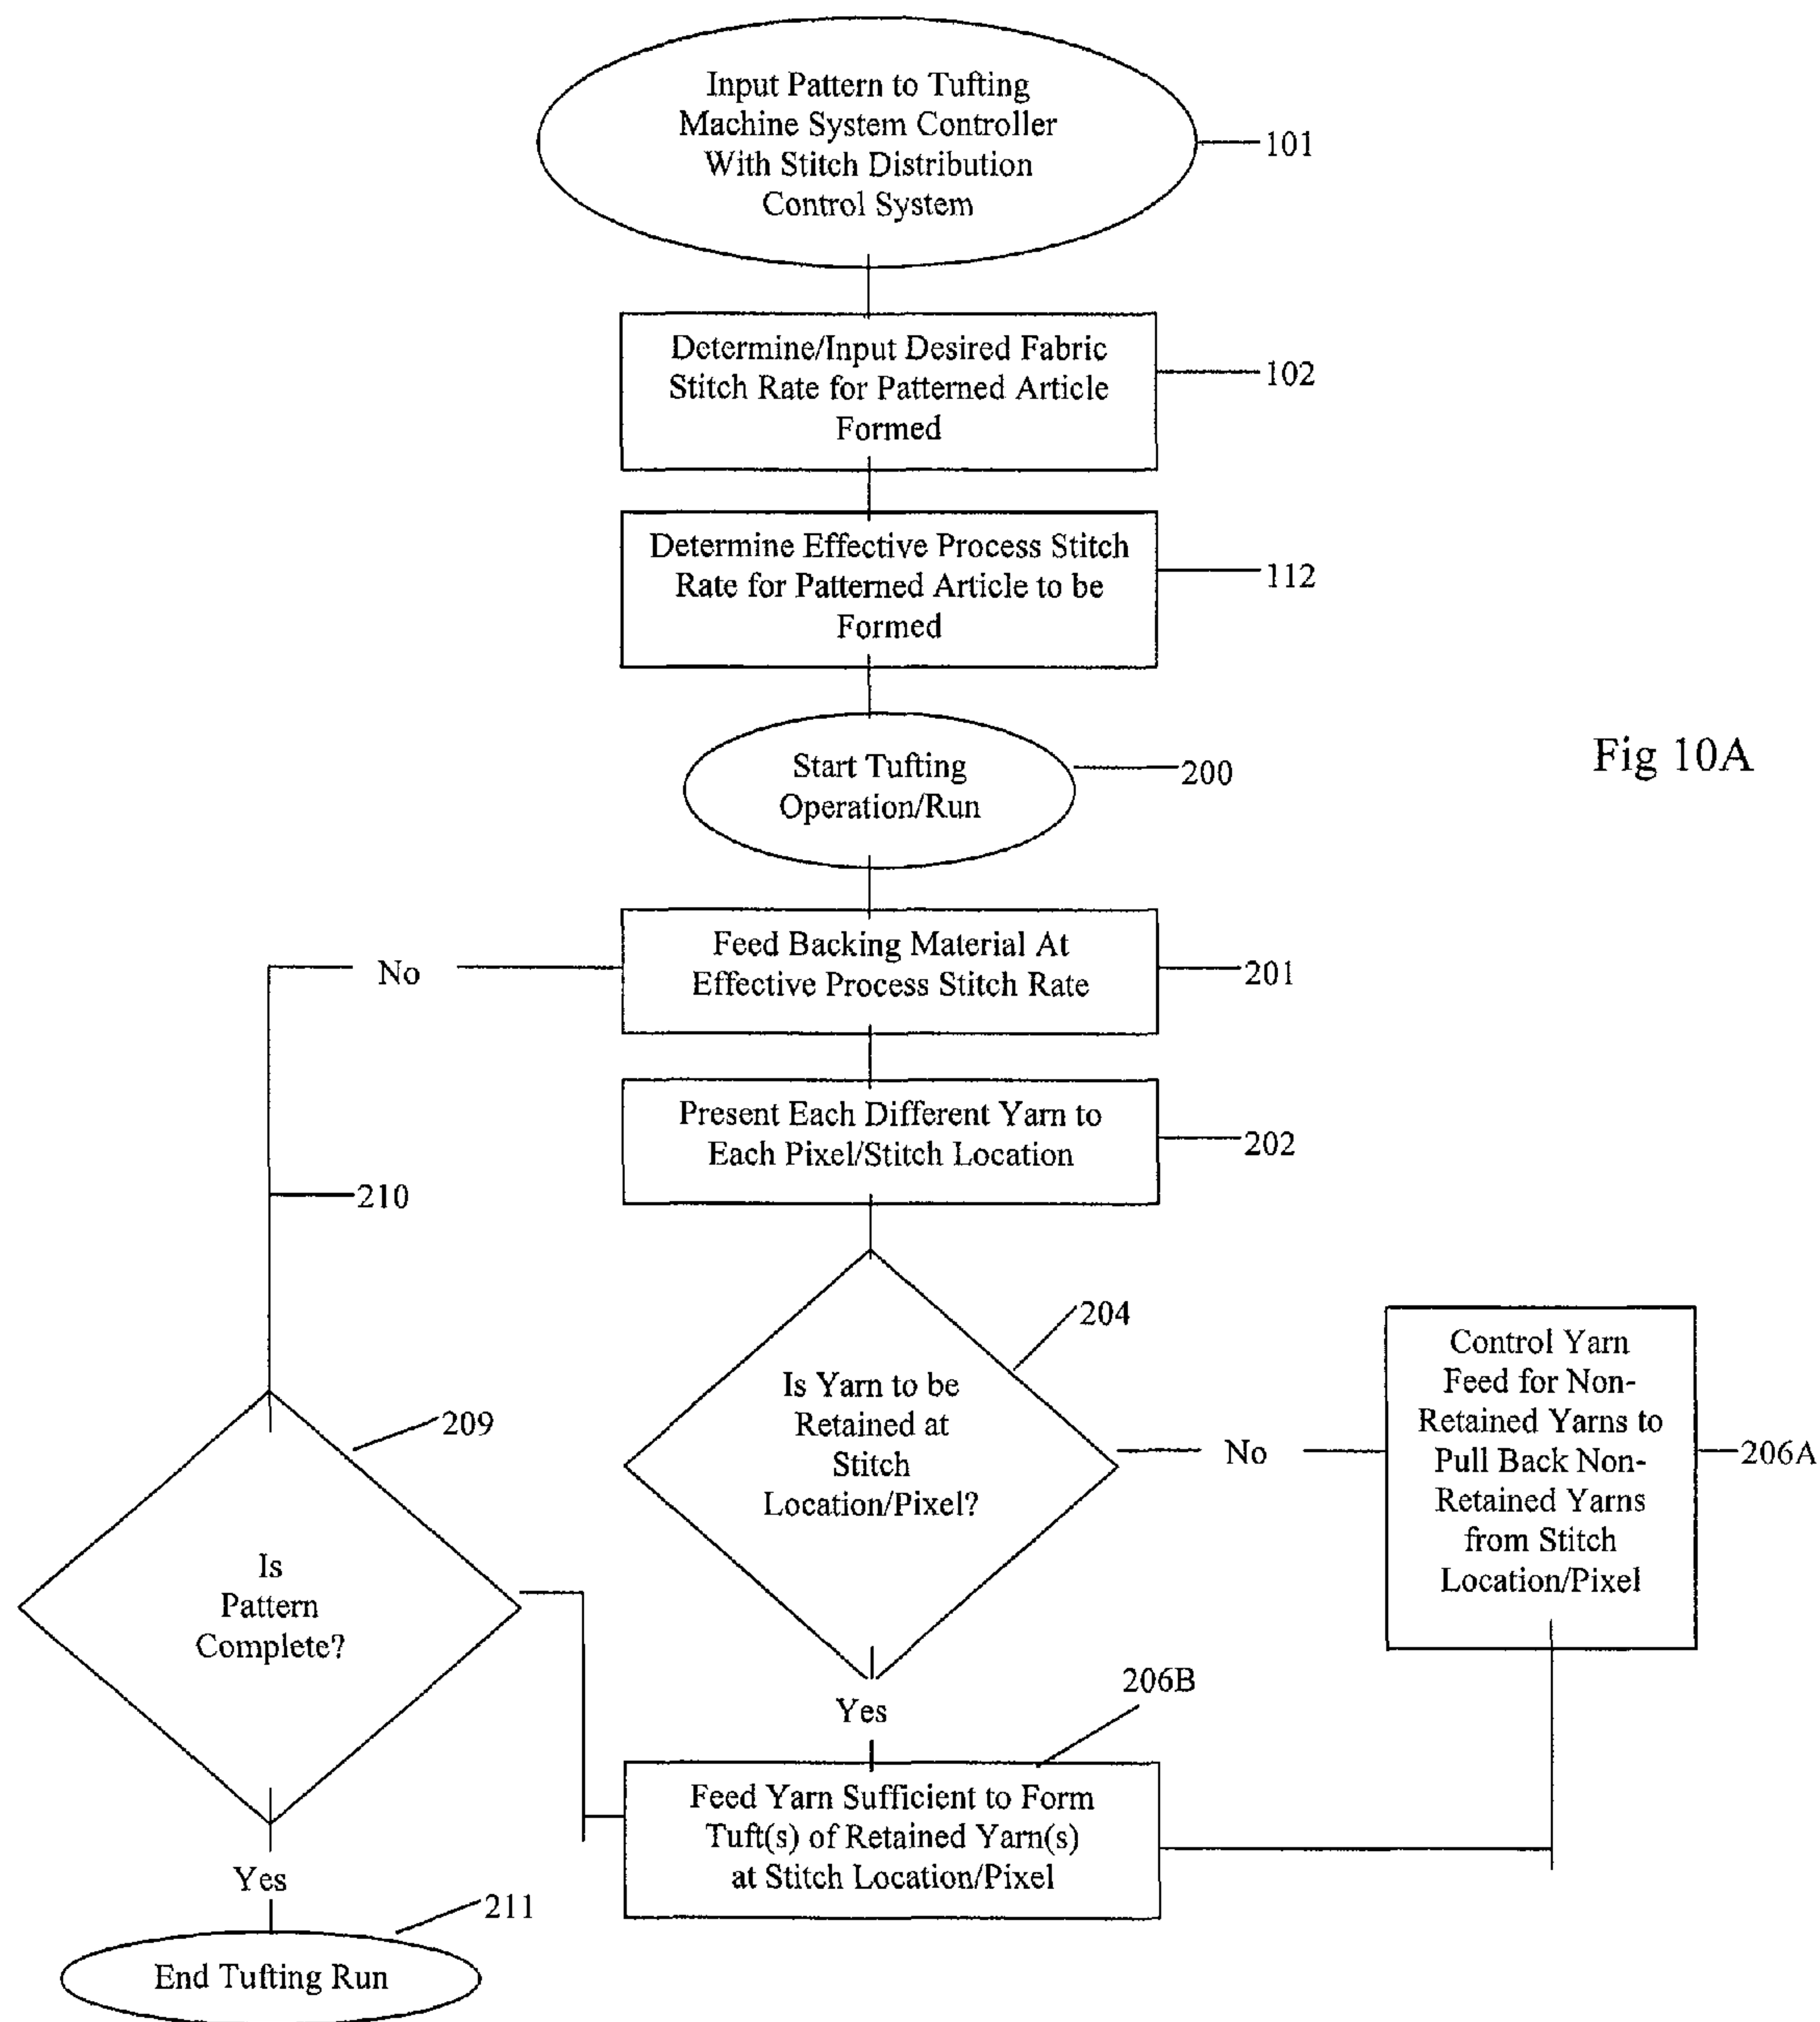 Input Pattern to Tufting
Machine System Controller
With Stitch Distribution
Control System
101
Determine/Input Desired Fabric
Stitch Rate for Patterned Article
Formed
102
Determine Effective Process Stitch
Rate for Patterned Article to be
Formed
112
Start Tufting
Operation/Run
200
Fig 10A
Feed Backing Material At
Effective Process Stitch Rate
201
No
Present Each Different Yarn to
Each Pixel/Stitch Location
202
210
Is Yarn to be
Retained at
Stitch
Location/Pixel?
204
No
Control Yarn
Feed for Non-
Retained Yarns to
Pull Back Non-
Retained Yarns
from Stitch
Location/Pixel
206A
209
Is
Pattern
Complete?
Yes
206B
Feed Yarn Sufficient to Form
Tuft(s) of Retained Yarn(s)
at Stitch Location/Pixel
Yes
211
End Tufting Run